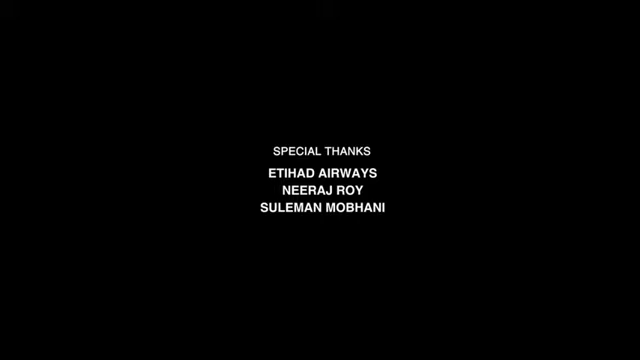 SPECIAL THANKS
ETIHAD AIRWAYS
NEERAJ ROY
SULEMAN MOBHANI